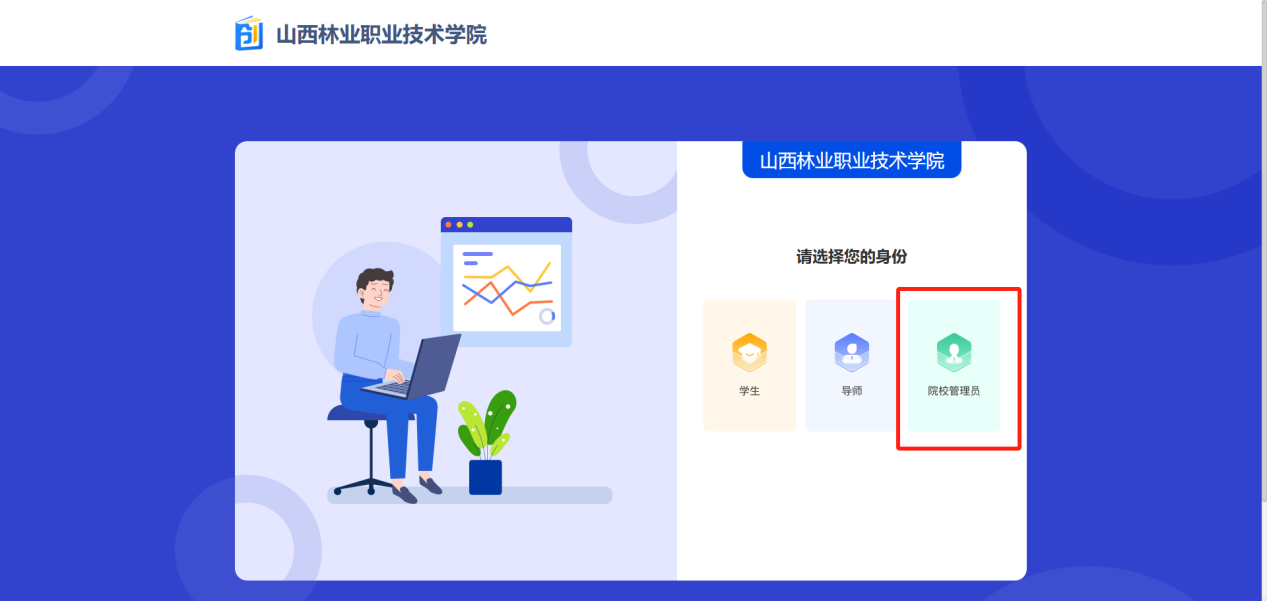 山西林业职业技术学院
山西林业职业技术学院
请选择您的身份
学生
导师
院校管理员